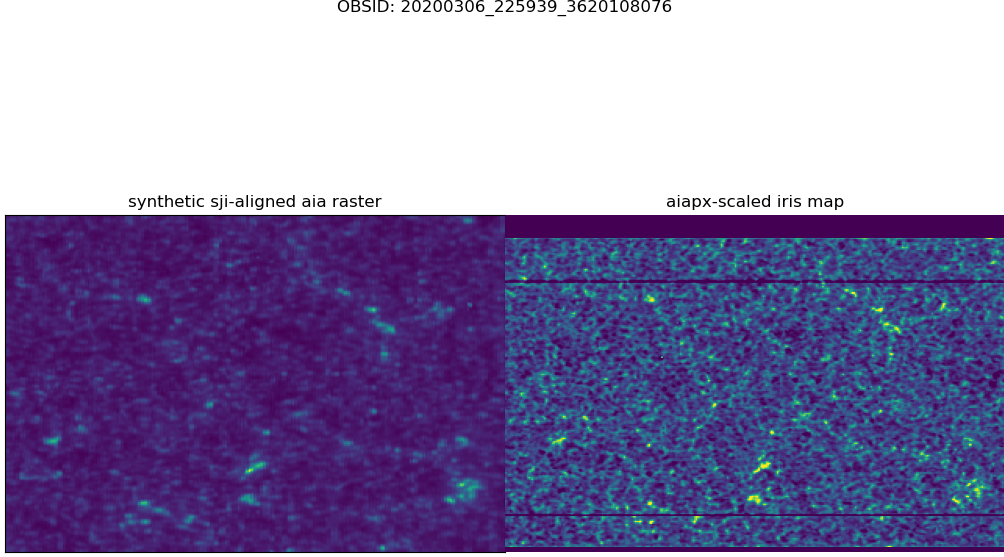 OBSID: 20200306_225939_3620108076
synthetic sji-aligned aia raster
aiapx-scaled iris map